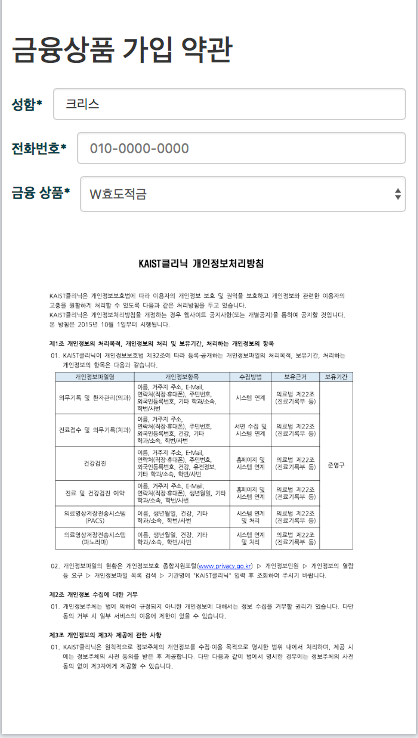 금융상품 가입 약관
성함* 크리스
전화번호* 010-0000-0000
금융 상품* W효도적금
KAIST클리닉 개인정보처리방침
KAIST클리닉은 개인정보보호법에 따라 이용자의 개인정보 보호 및 권익을 보호하고 개인정보와 관련한 이용자의
고충을 원활하게 처리할 수 있도록 다음과 같은 처리방침을 두고 있습니다.
KAIST클리닉은 개인정보처리방침을 개정하는 경우 웹사이트 공지사항(또는 개별공지)을 통하여 공지할 것입니다.
본 방침은 2015년 10월 1일부터 시행됩니다.
제1조 개인정보의 처리목적, 개인정보의 처리 및 보유기간, 처리하는 개인정보의 항목
01. KAIST클리닉이 개인정보보호법 제32조에 따라 등록·공개하는 개인정보파일의 처리목적, 보유기간, 처리하는
개인정보의 항목은 다음과 같습니다.
개인정보파일명 개인정보항목 수집방법 보유근거 보유기간
의무기록 및 환자관리(의과)
이름, 거주지 주소, E-Mail,
연락처(직장·휴대폰), 주민번호,
외국인등록번호, 기타 학과/소속,
학번/사번
시스템 연계
의료법 제22조
(진료기록부 등)
진료접수 및 의무기록(치과)
이름, 거주지 주소,
연락처(직장·휴대폰), 주민번호,
외국인등록번호, 건강, 기타
학과/소속, 학번/사번
서면 수집 및
시스템 연계
의료법 제22조
(진료기록부 등)
건강검진
이름, 거주지 주소, E-Mail,
연락처(직장·휴대폰), 주민번호,
외국인등록번호, 건강, 유전정보,
기타 학과/소속, 학번/사번
홈페이지 및
시스템 연계
의료법 제22조
(진료기록부 등)
준영구
진료 및 건강검진 예약
이름, 거주지 주소, E-Mail,
연락처(직장·휴대폰), 생년월일, 기타
학과/소속, 학번/사번
홈페이지 및
시스템 연계
의료법 제22조
(진료기록부 등)
의료영상저장전송시스템
(PACS)
이름, 생년월일, 건강, 기타
학과/소속, 학번/사번
시스템 연계
및 처리
의료법 제22조
(진료기록부 등)
의료영상저장전송시스템
(파노라마)
이름, 생년월일, 건강, 기타
학과/소속, 학번/사번
시스템 연계
및 처리
의료법 제22조
(진료기록부 등)
02. 개인정보파일의 현황은 개인정보보호 종합지원포털(www.privacy.go.kr) ▷ 개인정보민원 ▷ 개인정보의 열람
등 요구 ▷ 개인정보파일 목록 검색 ▷ 기관명에 "KAIST클리닉" 입력 후 조회하여 주시기 바랍니다.
제2조 개인정보 수집에 대한 거부
01. 개인정보주체는 법에 의하여 규정되지 아니한 개인정보에 대해서는 정보 수집을 거부할 권리가 있습니다. 다만
동의 거부 시 일부 서비스의 이용에 제한이 있을 수 있습니다.
제3조 개인정보의 제3자 제공에 관한 사항
01. KAIST클리닉은 원칙적으로 정보주체의 개인정보를 수집·이용 목적으로 명시한 범위 내에서 처리하며, 제공 시
에는 정보주체의 사전 동의를 받은 후 제공합니다. 다만 다음과 같이 법에서 명시한 경우에는 정보주체의 사전
동의 없이 제3자에게 제공할 수 있습니다.